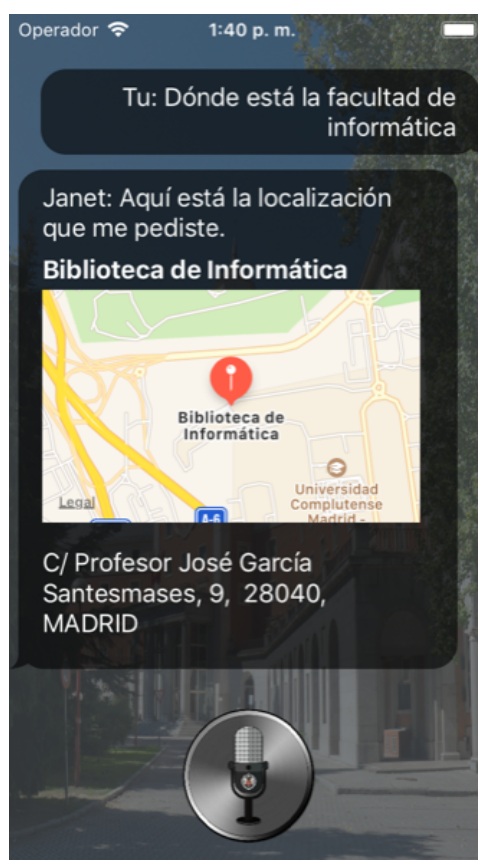 Operador 1:40 p. m.
Tu: Dónde está la facultad de
informática
Janet: Aquí está la localización
que me pediste.
Biblioteca de Informática
Biblioteca de
Informática
Universidad
Complutense
Madrid -
Legal
A-6
C/ Profesor José García
Santesmases, 9, 28040,
MADRID